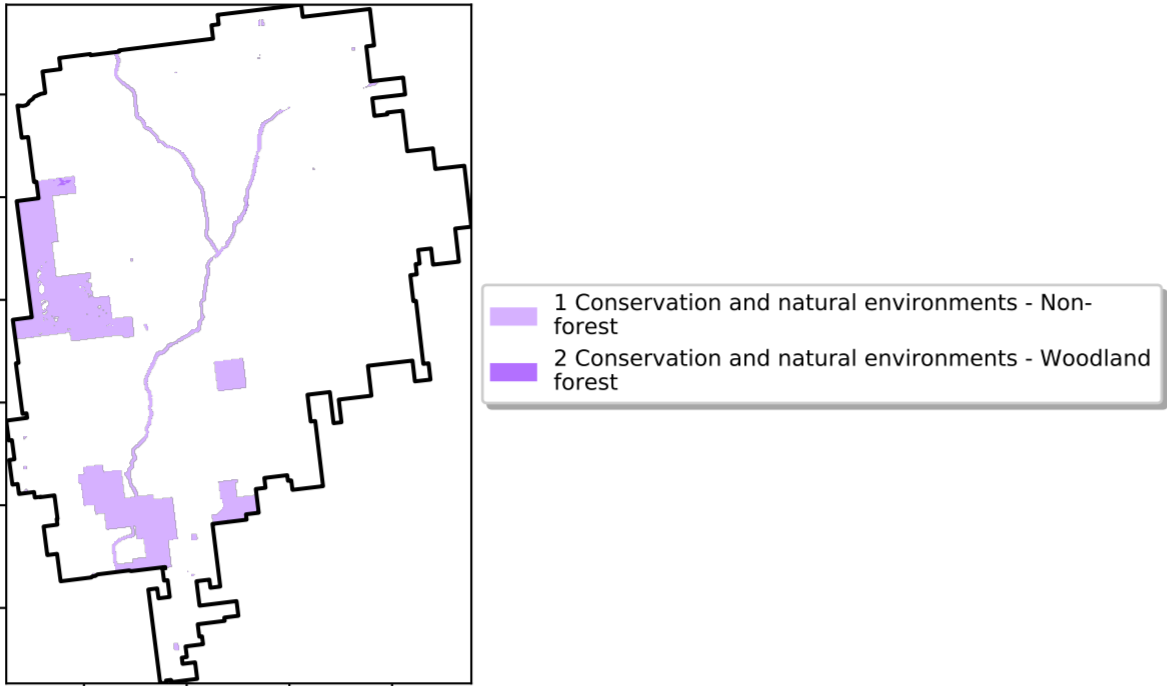 1 Conservation and natural environments - Non-
forest
2 Conservation and natural environments - Woodland
forest